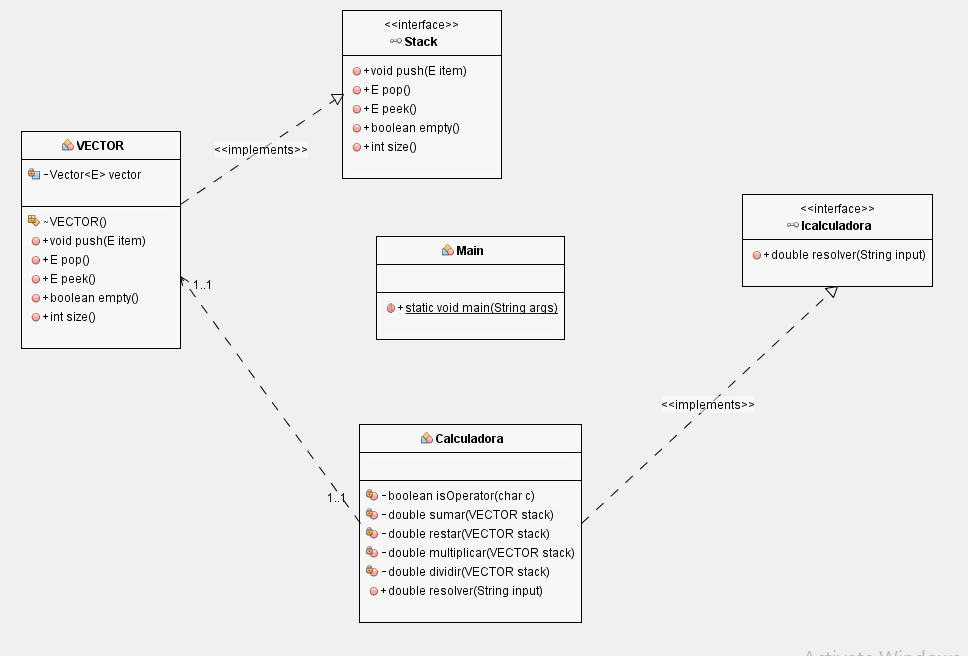 <<interface>>
Stack
+void push(E item)
+E pop()
+E peek()
+boolean empty()
+int size()
<<implements>>
VECTOR
-Vector<E> vector
~VECTOR()
+void push(E item)
+E pop()
+E peek()
+boolean empty()
+int size()
1..1
Main
+static void main(String args)
<<interface>>
Icalculadora
+double resolver(String input)
<<implements>>
1..1
Calculadora
-boolean isOperator(char c)
-double sumar(VECTOR stack)
-double restar(VECTOR stack)
-double multiplicar(VECTOR stack)
-double dividir(VECTOR stack)
+double resolver(String input)
Activate Windows